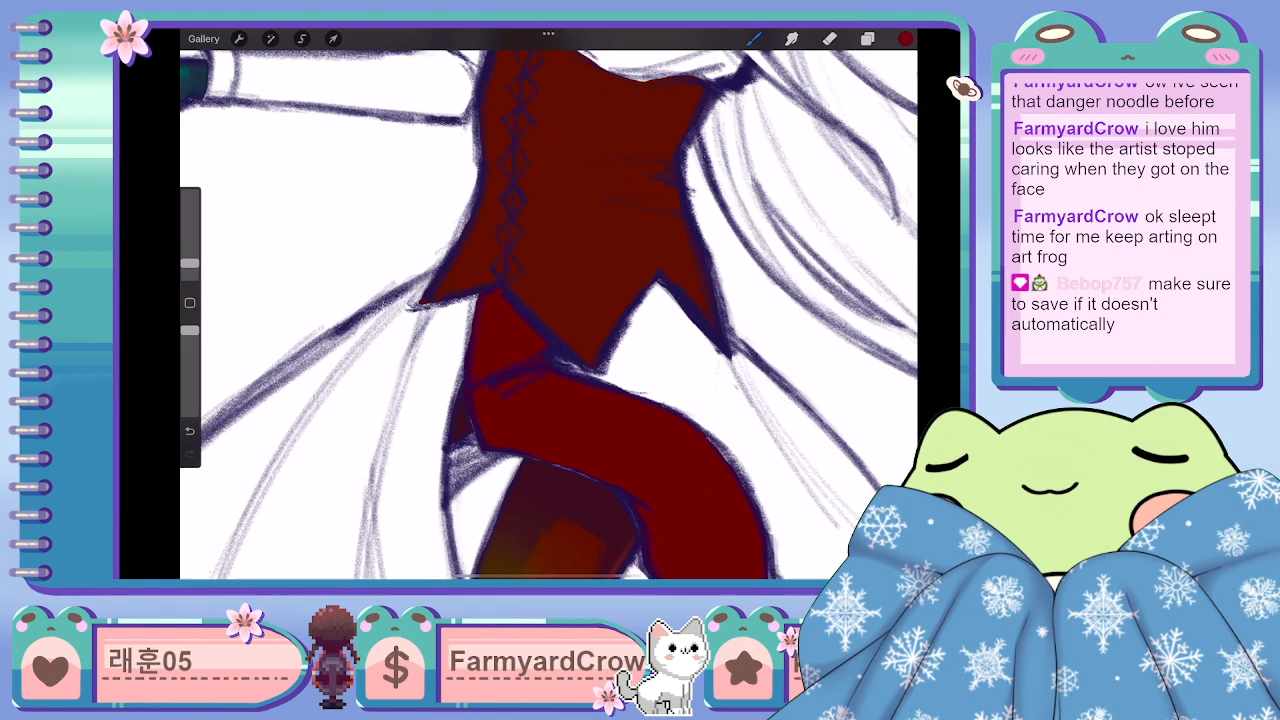 Gallery
FarmyardCrow ow ive seen
that danger noodle before
FarmyardCrow i love him
looks like the artist stoped
caring when they got on the
face
FarmyardCrow ok sleept
time for me keep arting on
art frog
Bebop757 make sure
to save if it doesn't
automatically
래훈05
$
FarmyardCrow